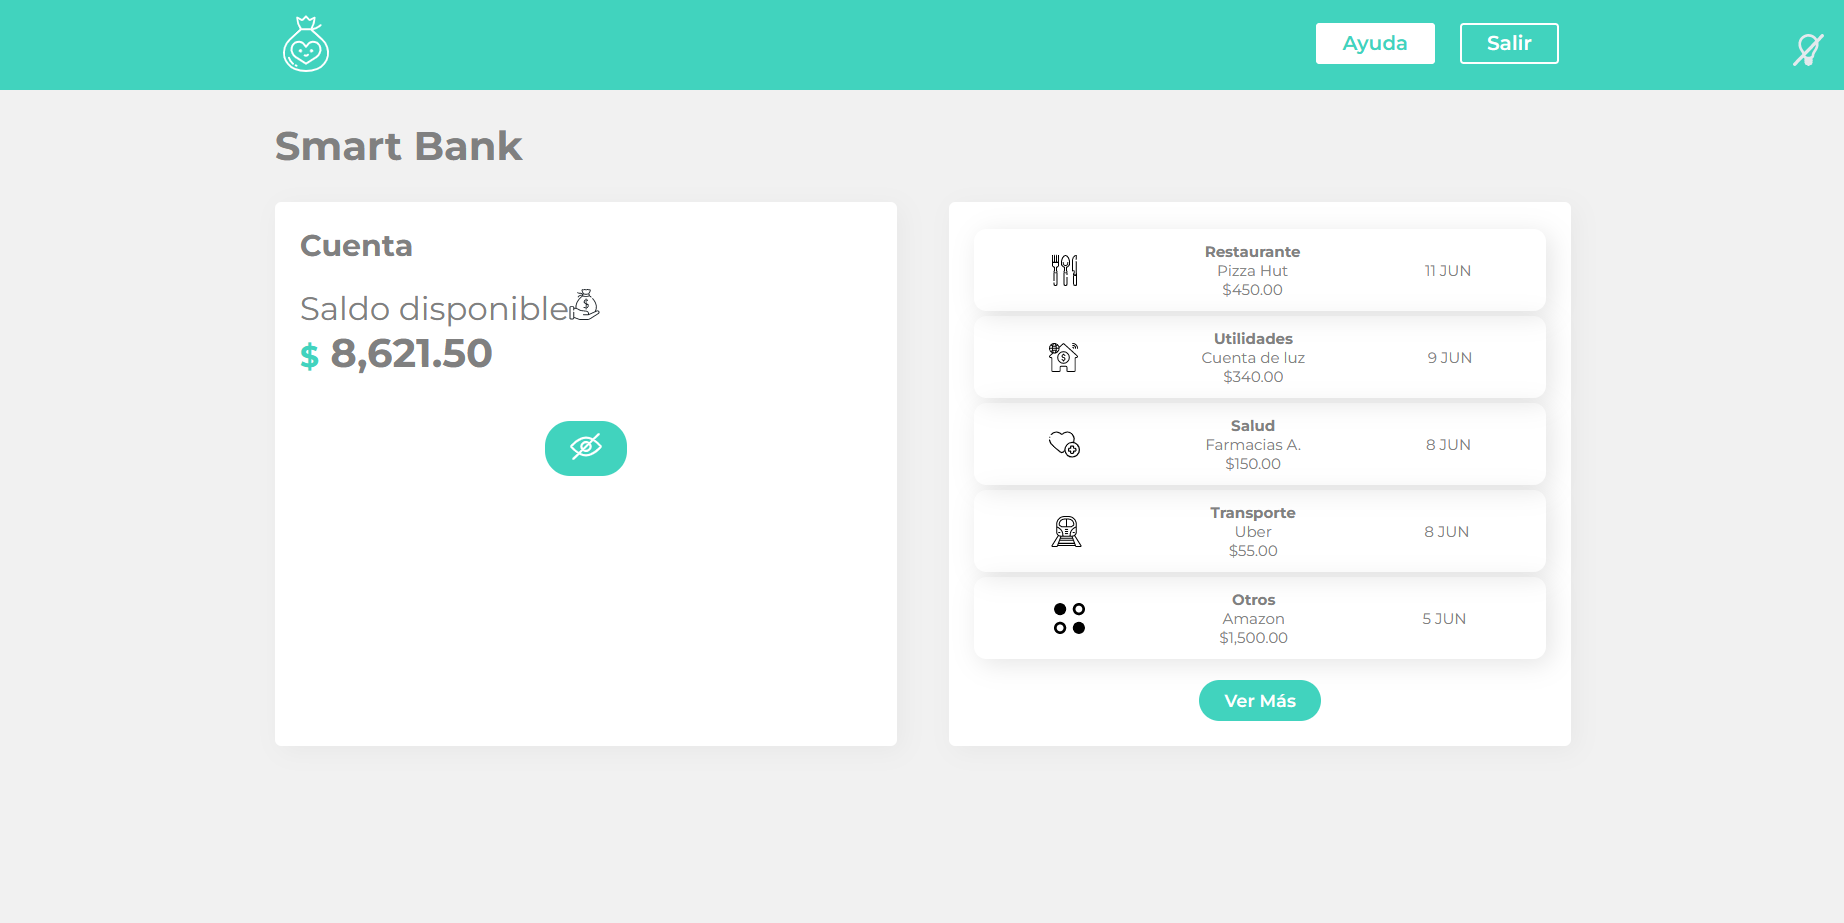 Ayuda
Salir
Smart Bank
Cuenta
Saldo disponible
$ 8,621.50
Restaurante
Pizza Hut
$450.00
11 JUN
Utilidades
Cuenta de luz
$340.00
9 JUN
Salud
Farmacias A.
$150.00
8 JUN
Transporte
Uber
$55.00
8 JUN
Otros
Amazon
$1,500.00
5 JUN
Ver Más